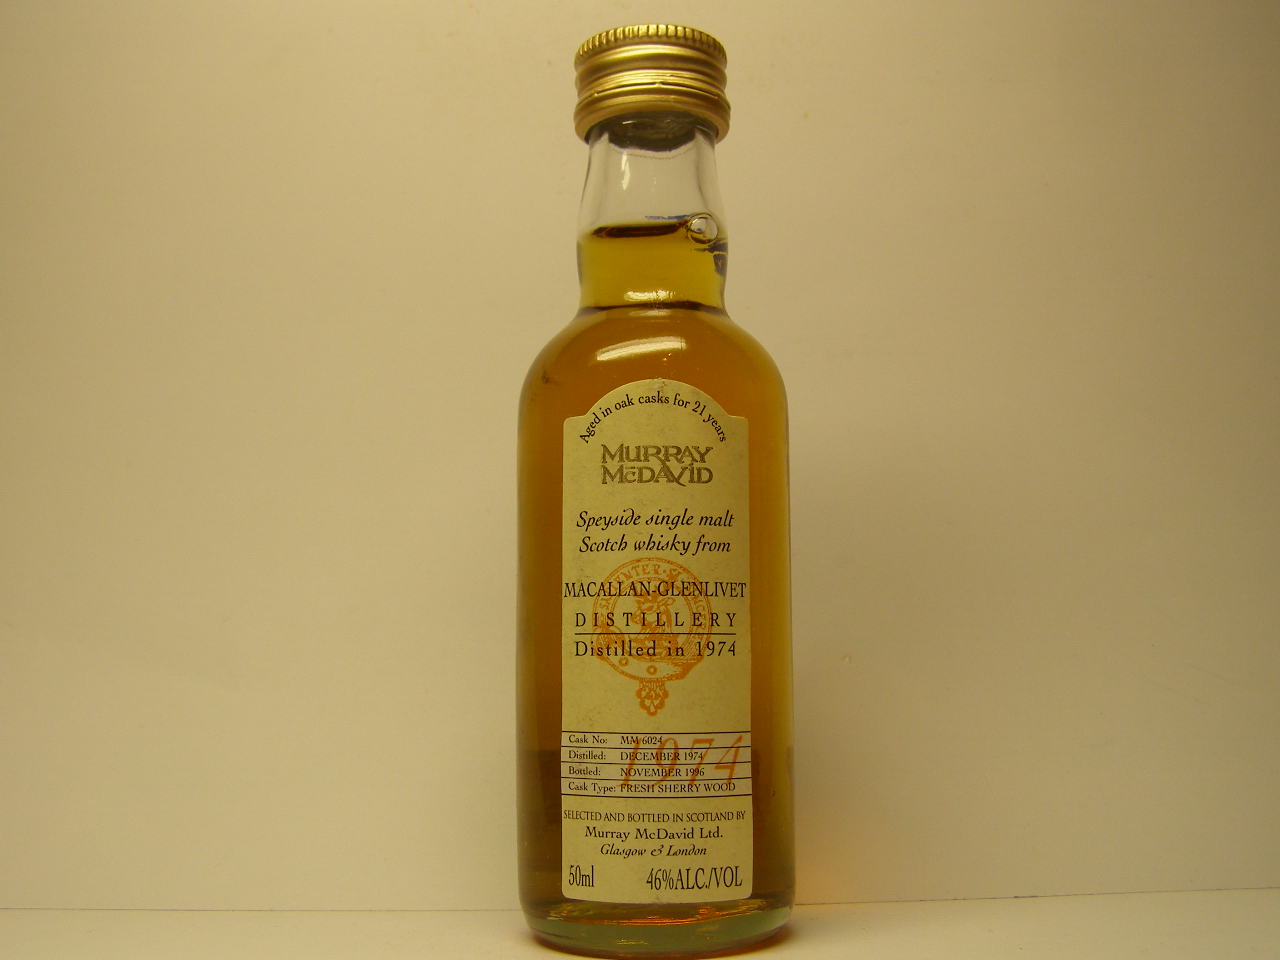 Aged in oak casks for 21 years
MURRAY
McDAVID
Speyside single malt
Scotch whisky from
MACALLAN-GLENLIVET
DISTILLERY
Distilled in 1974
1974
Cask No: MM 6024
Distilled: DECEMBER 1974
Bottled: NOVEMBER 1996
Cask Type: FRESH SHERRY WOOD
SELECTED AND BOTTLED IN SCOTLAND BY
Murray McDavid Ltd.
Glasgow & London
50ml 46%ALC./VOL